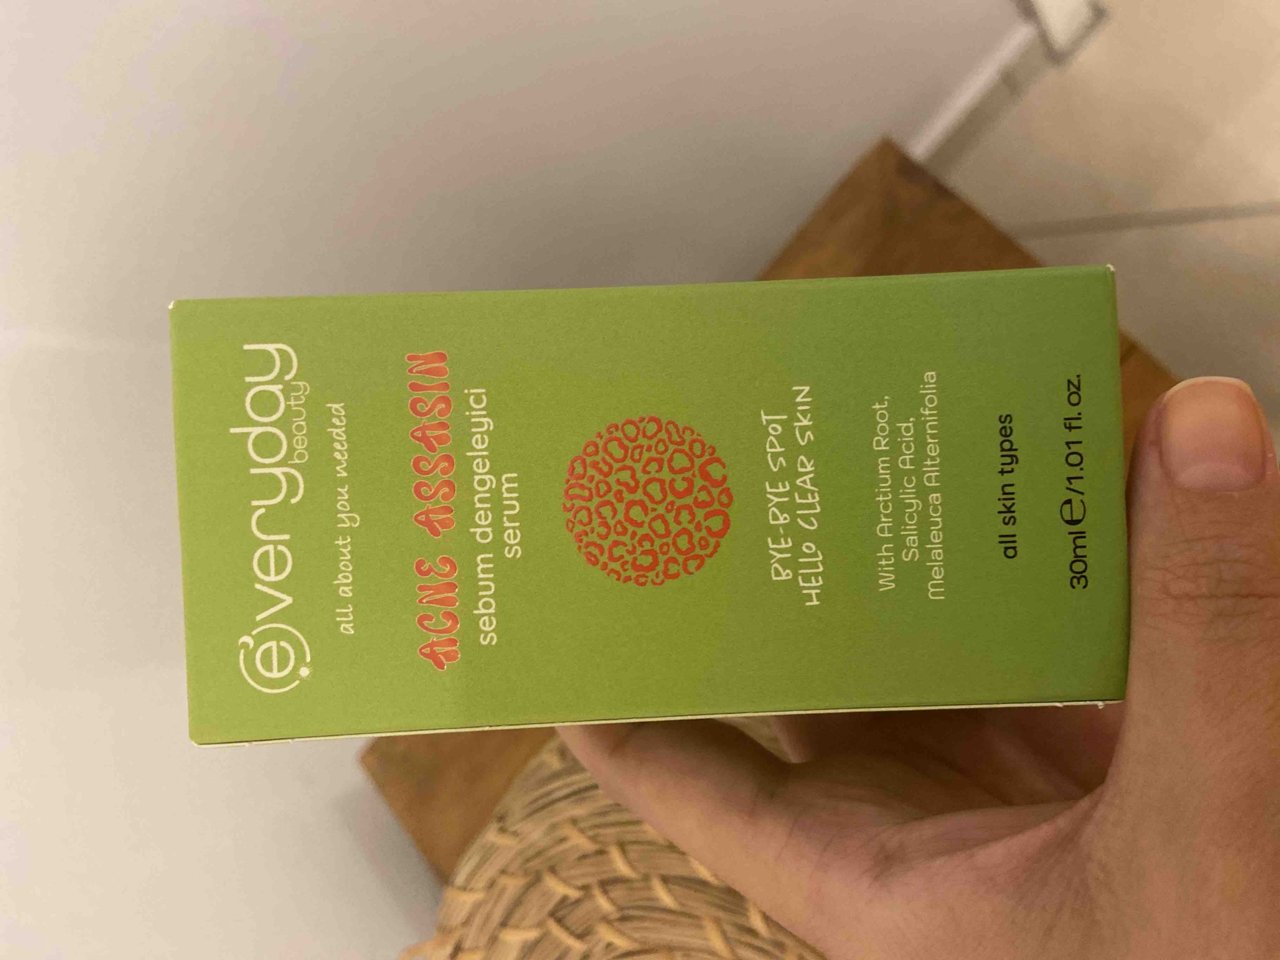 everyday
beauty
all about you needed
ACNE ASSASIN
sebum dengeleyici
serum
BYE-BYE SPOT
HELLO CLEAR SKIN
With Arctium Root,
Salicylic Acid,
Melaleuca Alternifolia
all skin types
30ml e/1.01 fl. oz.